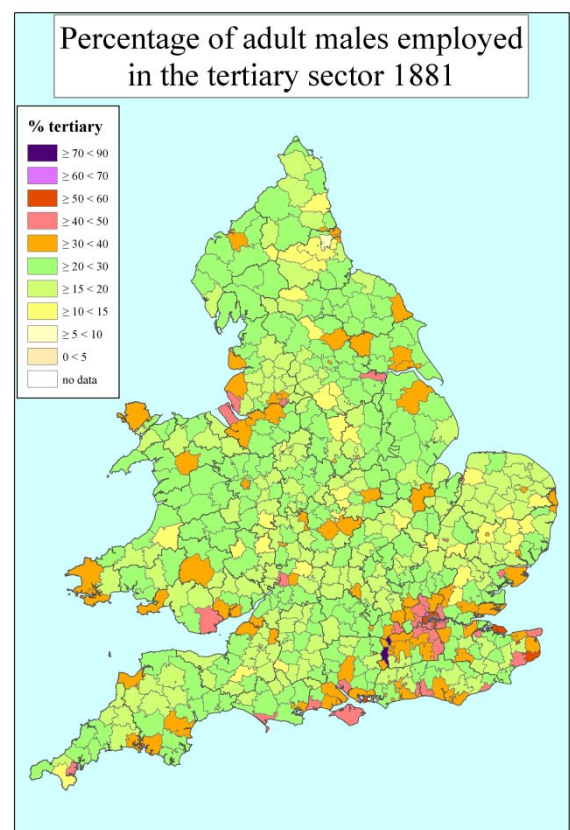 Percentage of adult males employed
in the tertiary sector 1881
% tertiary
≥ 70 < 90
≥ 60 < 70
≥ 50 < 60
≥ 40 < 50
≥ 30 < 40
≥ 20 < 30
≥ 15 < 20
≥ 10 < 15
≥ 5 < 10
0 < 5
no data